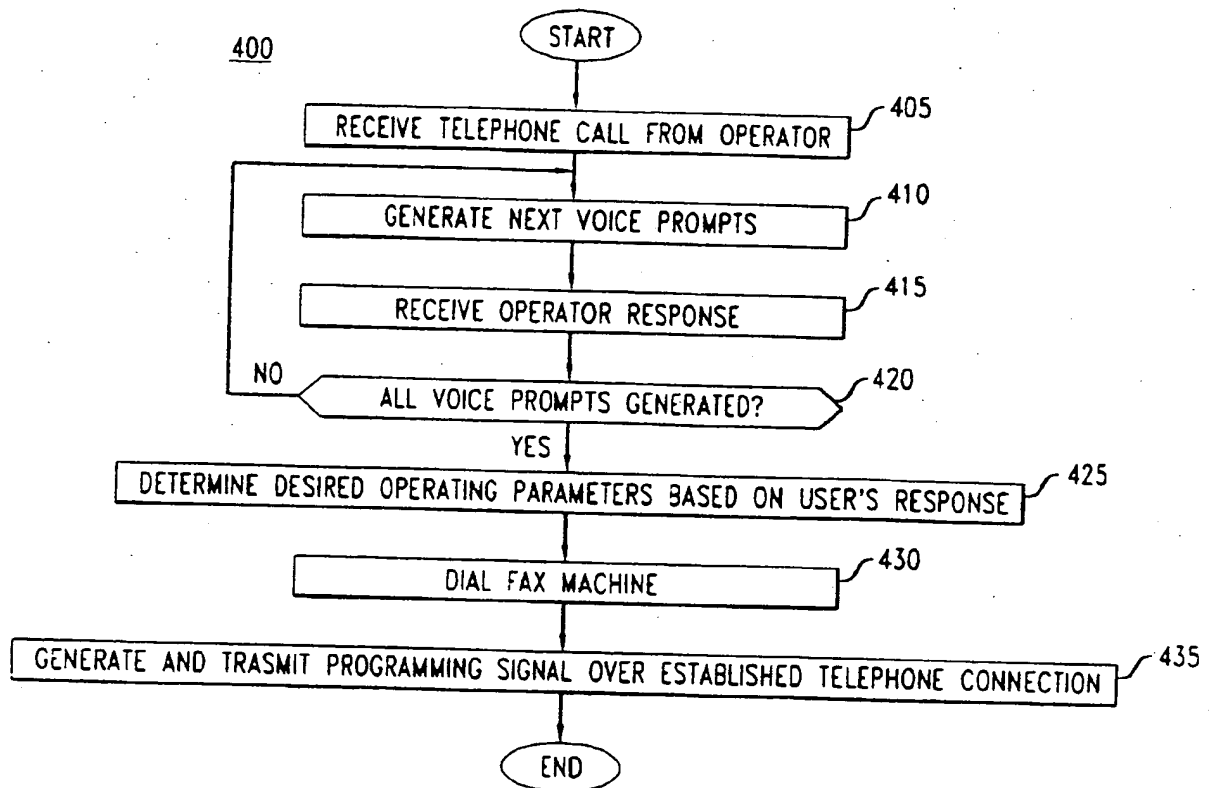 START
400
405
RECEIVE TELEPHONE CALL FROM OPERATOR
410
GENERATE NEXT VOICE PROMPTS
415
RECEIVE OPERATOR RESPONSE
NO
420
ALL VOICE PROMPTS GENERATED?
YES
425
DETERMINE DESIRED OPERATING PARAMETERS BASED ON USER'S RESPONSE
430
DIAL FAX MACHINE
435
GENERATE AND TRASMIT PROGRAMMING SIGNAL OVER ESTABLISHED TELEPHONE CONNECTION
END